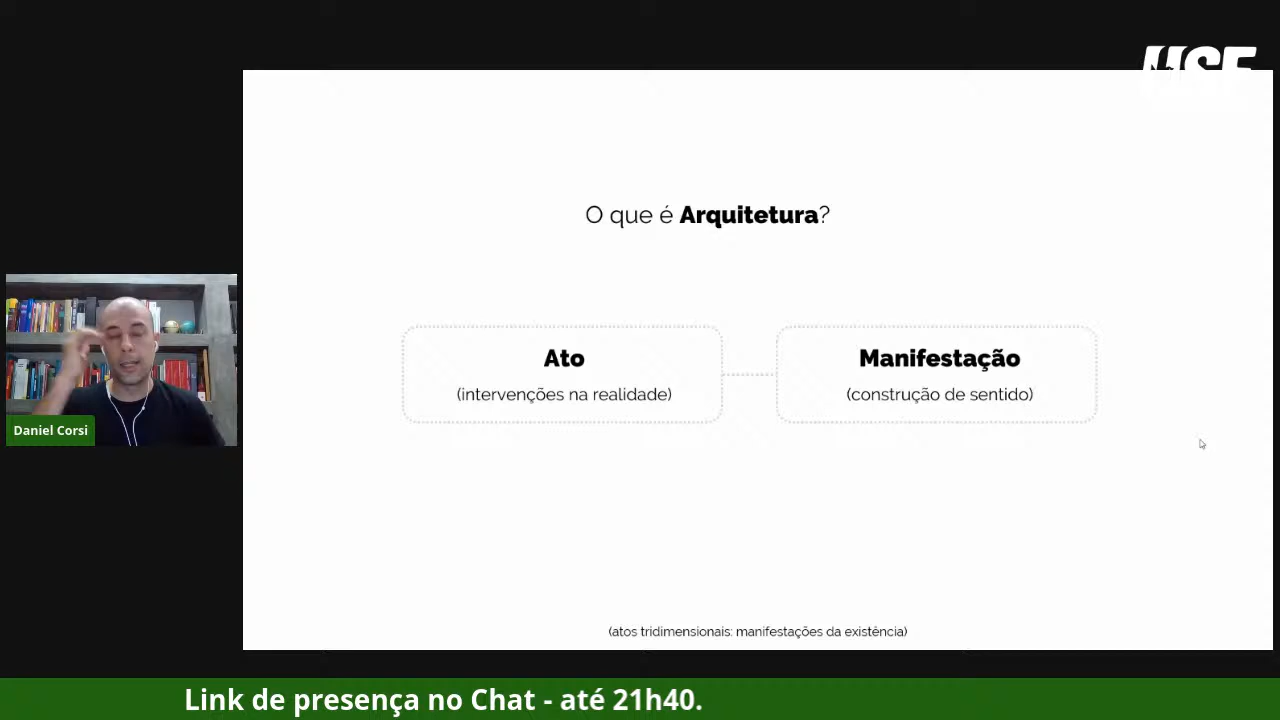 O que é Arquitetura?
Ato
(intervenções na realidade)
Manifestação
(construção de sentido)
Daniel Corsi
(atos tridimensionais: manifestações da existência)
Link de presença no Chat - até 21h40.